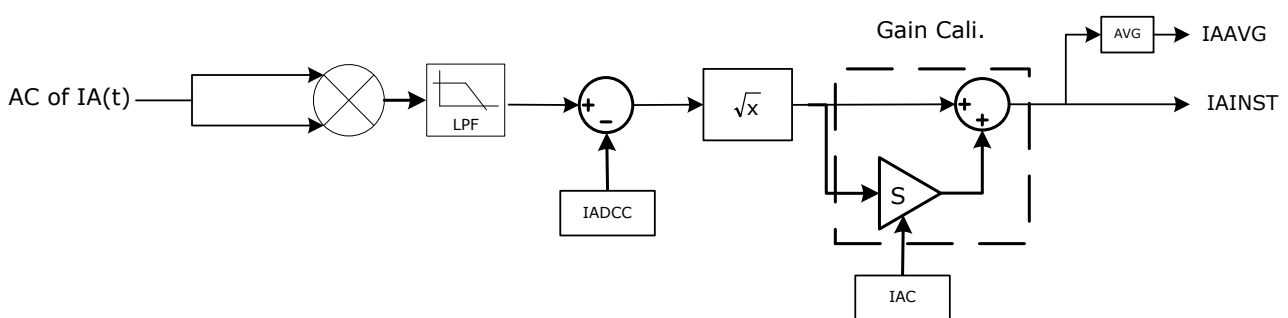 Gain Cali.
AVG
IAAVG
AC of IA(t)
LPF
+
−
√x
+
+
IAINST
IADCC
S
IAC